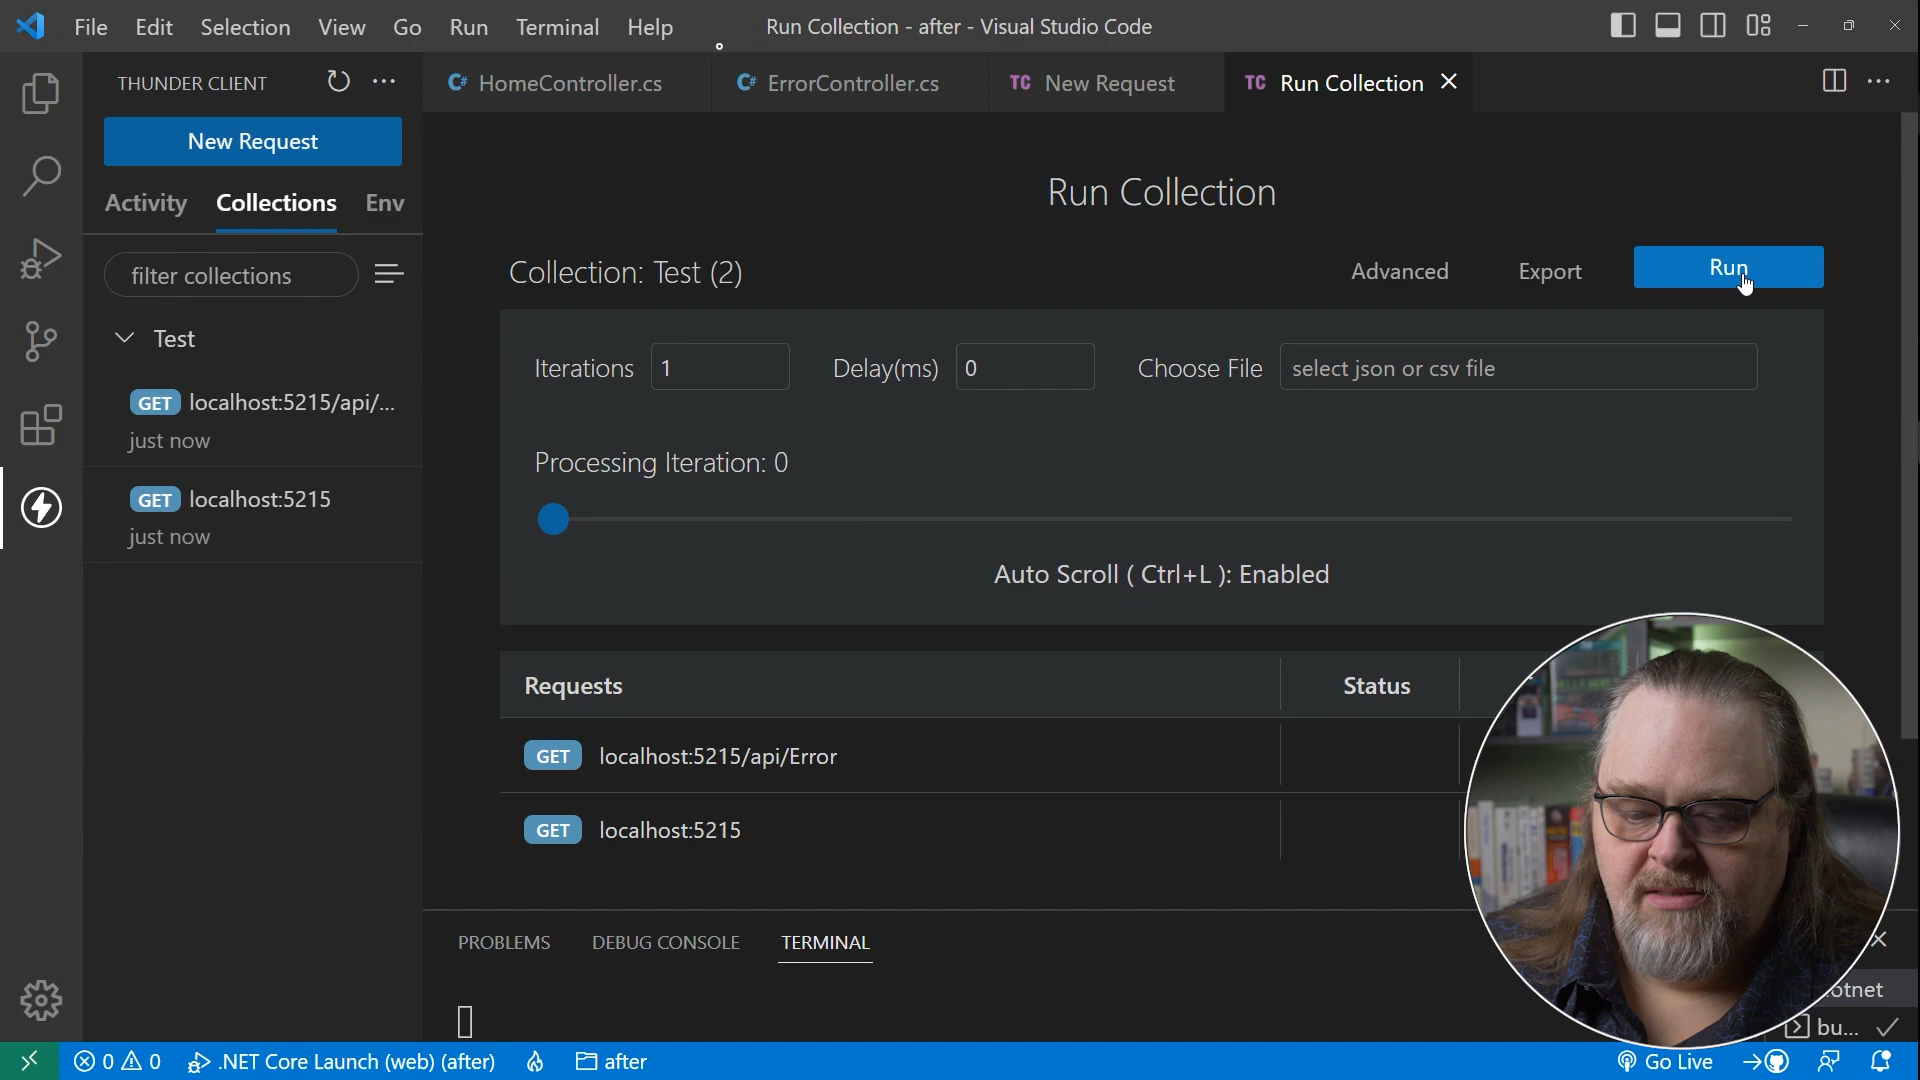 File Edit Selection View Go Run Terminal Help
Run Collection - after - Visual Studio Code
THUNDER CLIENT
HomeController.cs
ErrorController.cs
TC New Request
TC Run Collection
New Request
Activity Collections Env
filter collections
Test
GET localhost:5215/api/...
just now
GET localhost:5215
just now
Run Collection
Collection: Test (2)
Advanced Export Run
Iterations 1 Delay(ms) 0 Choose File select json or csv file
Processing Iteration: 0
Auto Scroll ( Ctrl+L ): Enabled
Requests Status
GET localhost:5215/api/Error
GET localhost:5215
PROBLEMS DEBUG CONSOLE TERMINAL
bu...
0 0 .NET Core Launch (web) (after) after Go Live